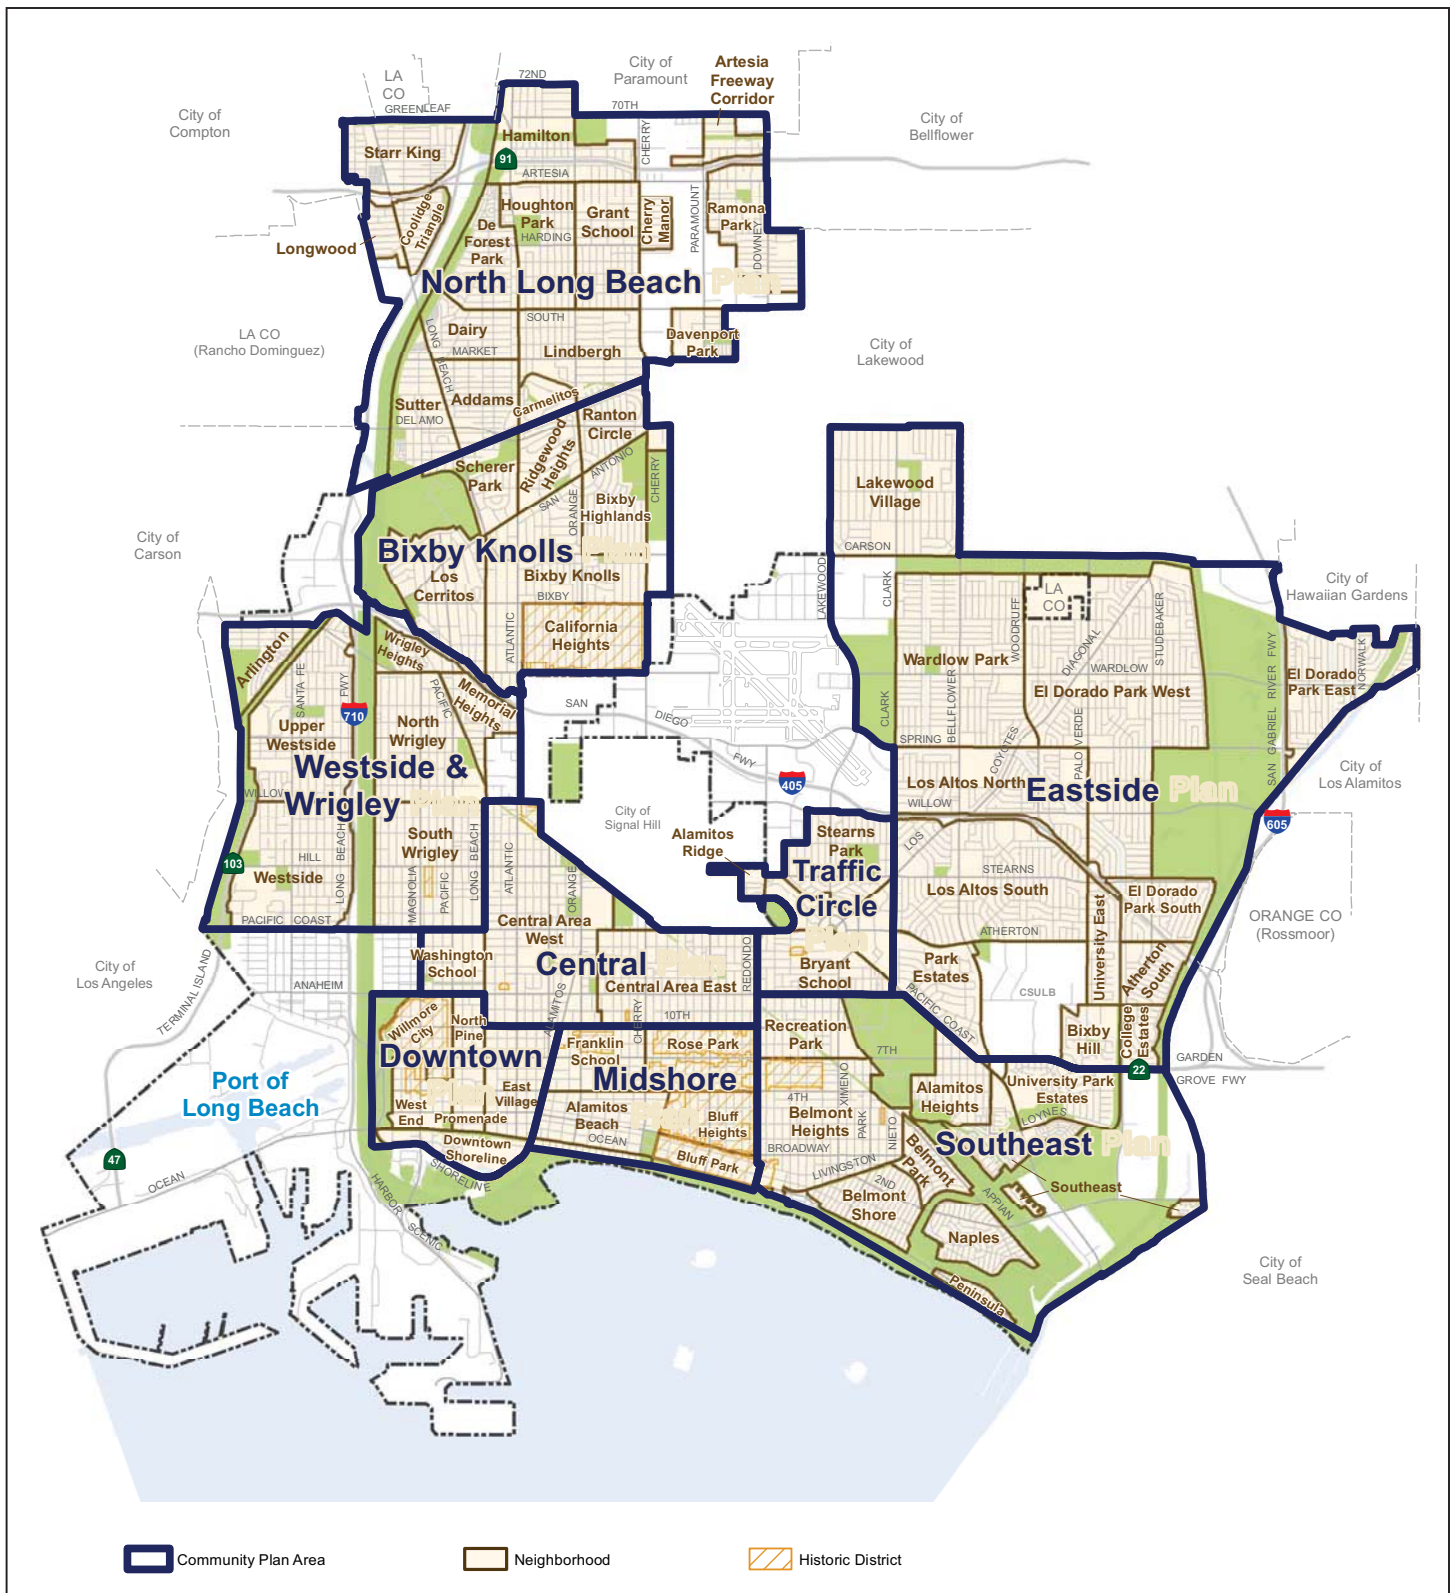 72ND
City of
Paramount
Artesia
Freeway
Corridor
LA
CO
GREENLEAF
70TH
City of
Compton
City of
Bellflower
Hamilton
CHERRY
Starr King
91
ARTESIA
Coolidge
Triangle
Longwood
De
Forest
Park
Houghton
Park
HARDING
Grant
School
Cherry
Manor
PARAMOUNT
Ramona
Park
DOWNEY
North Long Beach Plan
LA CO
(Rancho Dominguez)
SOUTH
LONG BEACH
Dairy
MARKET
Lindbergh
Davenport
Park
City of
Lakewood
Sutter
DEL AMO
Addams
Carmelitos
Ranton
Circle
Ridgewood
Heights
Scherer
Park
SAN ANTONIO
ORANGE
CHERRY
Bixby
Highlands
Lakewood
Village
CARSON
City of
Carson
Bixby Knolls Plan
Los
Cerritos
Bixby Knolls
BIXBY
LAKEWOOD
CLARK
ATLANTIC
California
Heights
LA
CO
City of
Hawaiian Gardens
Arlington
Wrigley
Heights
Memorial
Heights
SANTA FE
FWY
710
PACIFIC
North
Wrigley
Upper
Westside
SAN DIEGO FWY
405
Wardlow Park
WOODRUFF
DIAGONAL
STUDEBAKER
WARDLOW
El Dorado Park West
CLARK
BELLFLOWER
SPRING
COYOTES
PALO VERDE
SAN GABRIEL RIVER FWY
NORWALK
El Dorado
Park East
Westside &
Wrigley Plan
WILLOW
Los Altos North
WILLOW
Eastside Plan
City of
Los Alamitos
605
City of
Signal Hill
Alamitos
Ridge
Stearns
Park
Traffic
Circle
Plan
LOS
STEARNS
South
Wrigley
HILL
103
Westside
LONG BEACH
MAGNOLIA
PACIFIC
LONG BEACH
ATLANTIC
ORANGE
PACIFIC COAST
Los Altos South
El Dorado
Park South
University East
ATHERTON
ORANGE CO
(Rossmoor)
Central Area
West
Washington
School
Central Plan
Central Area East
REDONDO
Bryant
School
Park
Estates
Atherton
South
City of
Los Angeles
TERMINAL ISLAND
ANAHEIM
ALAMITOS
CHERRY
10TH
PACIFIC COAST
CSULB
Bixby
Hill
College
Estates
Willmore
City
North
Pine
Downtown
Plan
Franklin
School
Rose Park
Midshore
Plan
Recreation
Park
7TH
GARDEN
GROVE FWY
22
Port of
Long Beach
West
End
Promenade
East
Village
Alamitos
Beach
Bluff
Heights
4TH
XIMENO
Belmont
Heights
PARK
NIETO
Alamitos
Heights
University Park
Estates
LOYNES
Southeast Plan
Downtown
Shoreline
SHORELINE
OCEAN
Bluff Park
BROADWAY
LIVINGSTON
2ND
Belmont
Park
47
OCEAN
HARBOR SCENIC
Belmont
Shore
APPIAN
Southeast
Naples
Peninsula
City of
Seal Beach
Community Plan Area
Neighborhood
Historic District